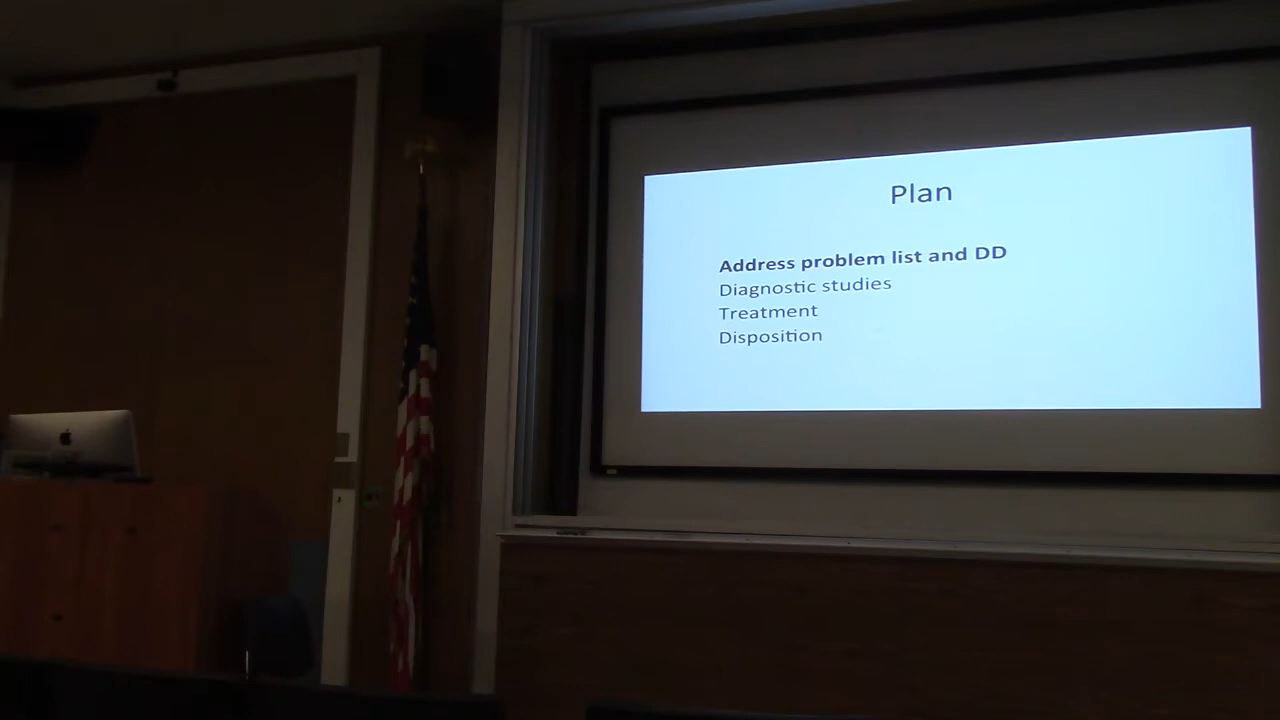 Plan
Address problem list and DD
Diagnostic studies
Treatment
Disposition